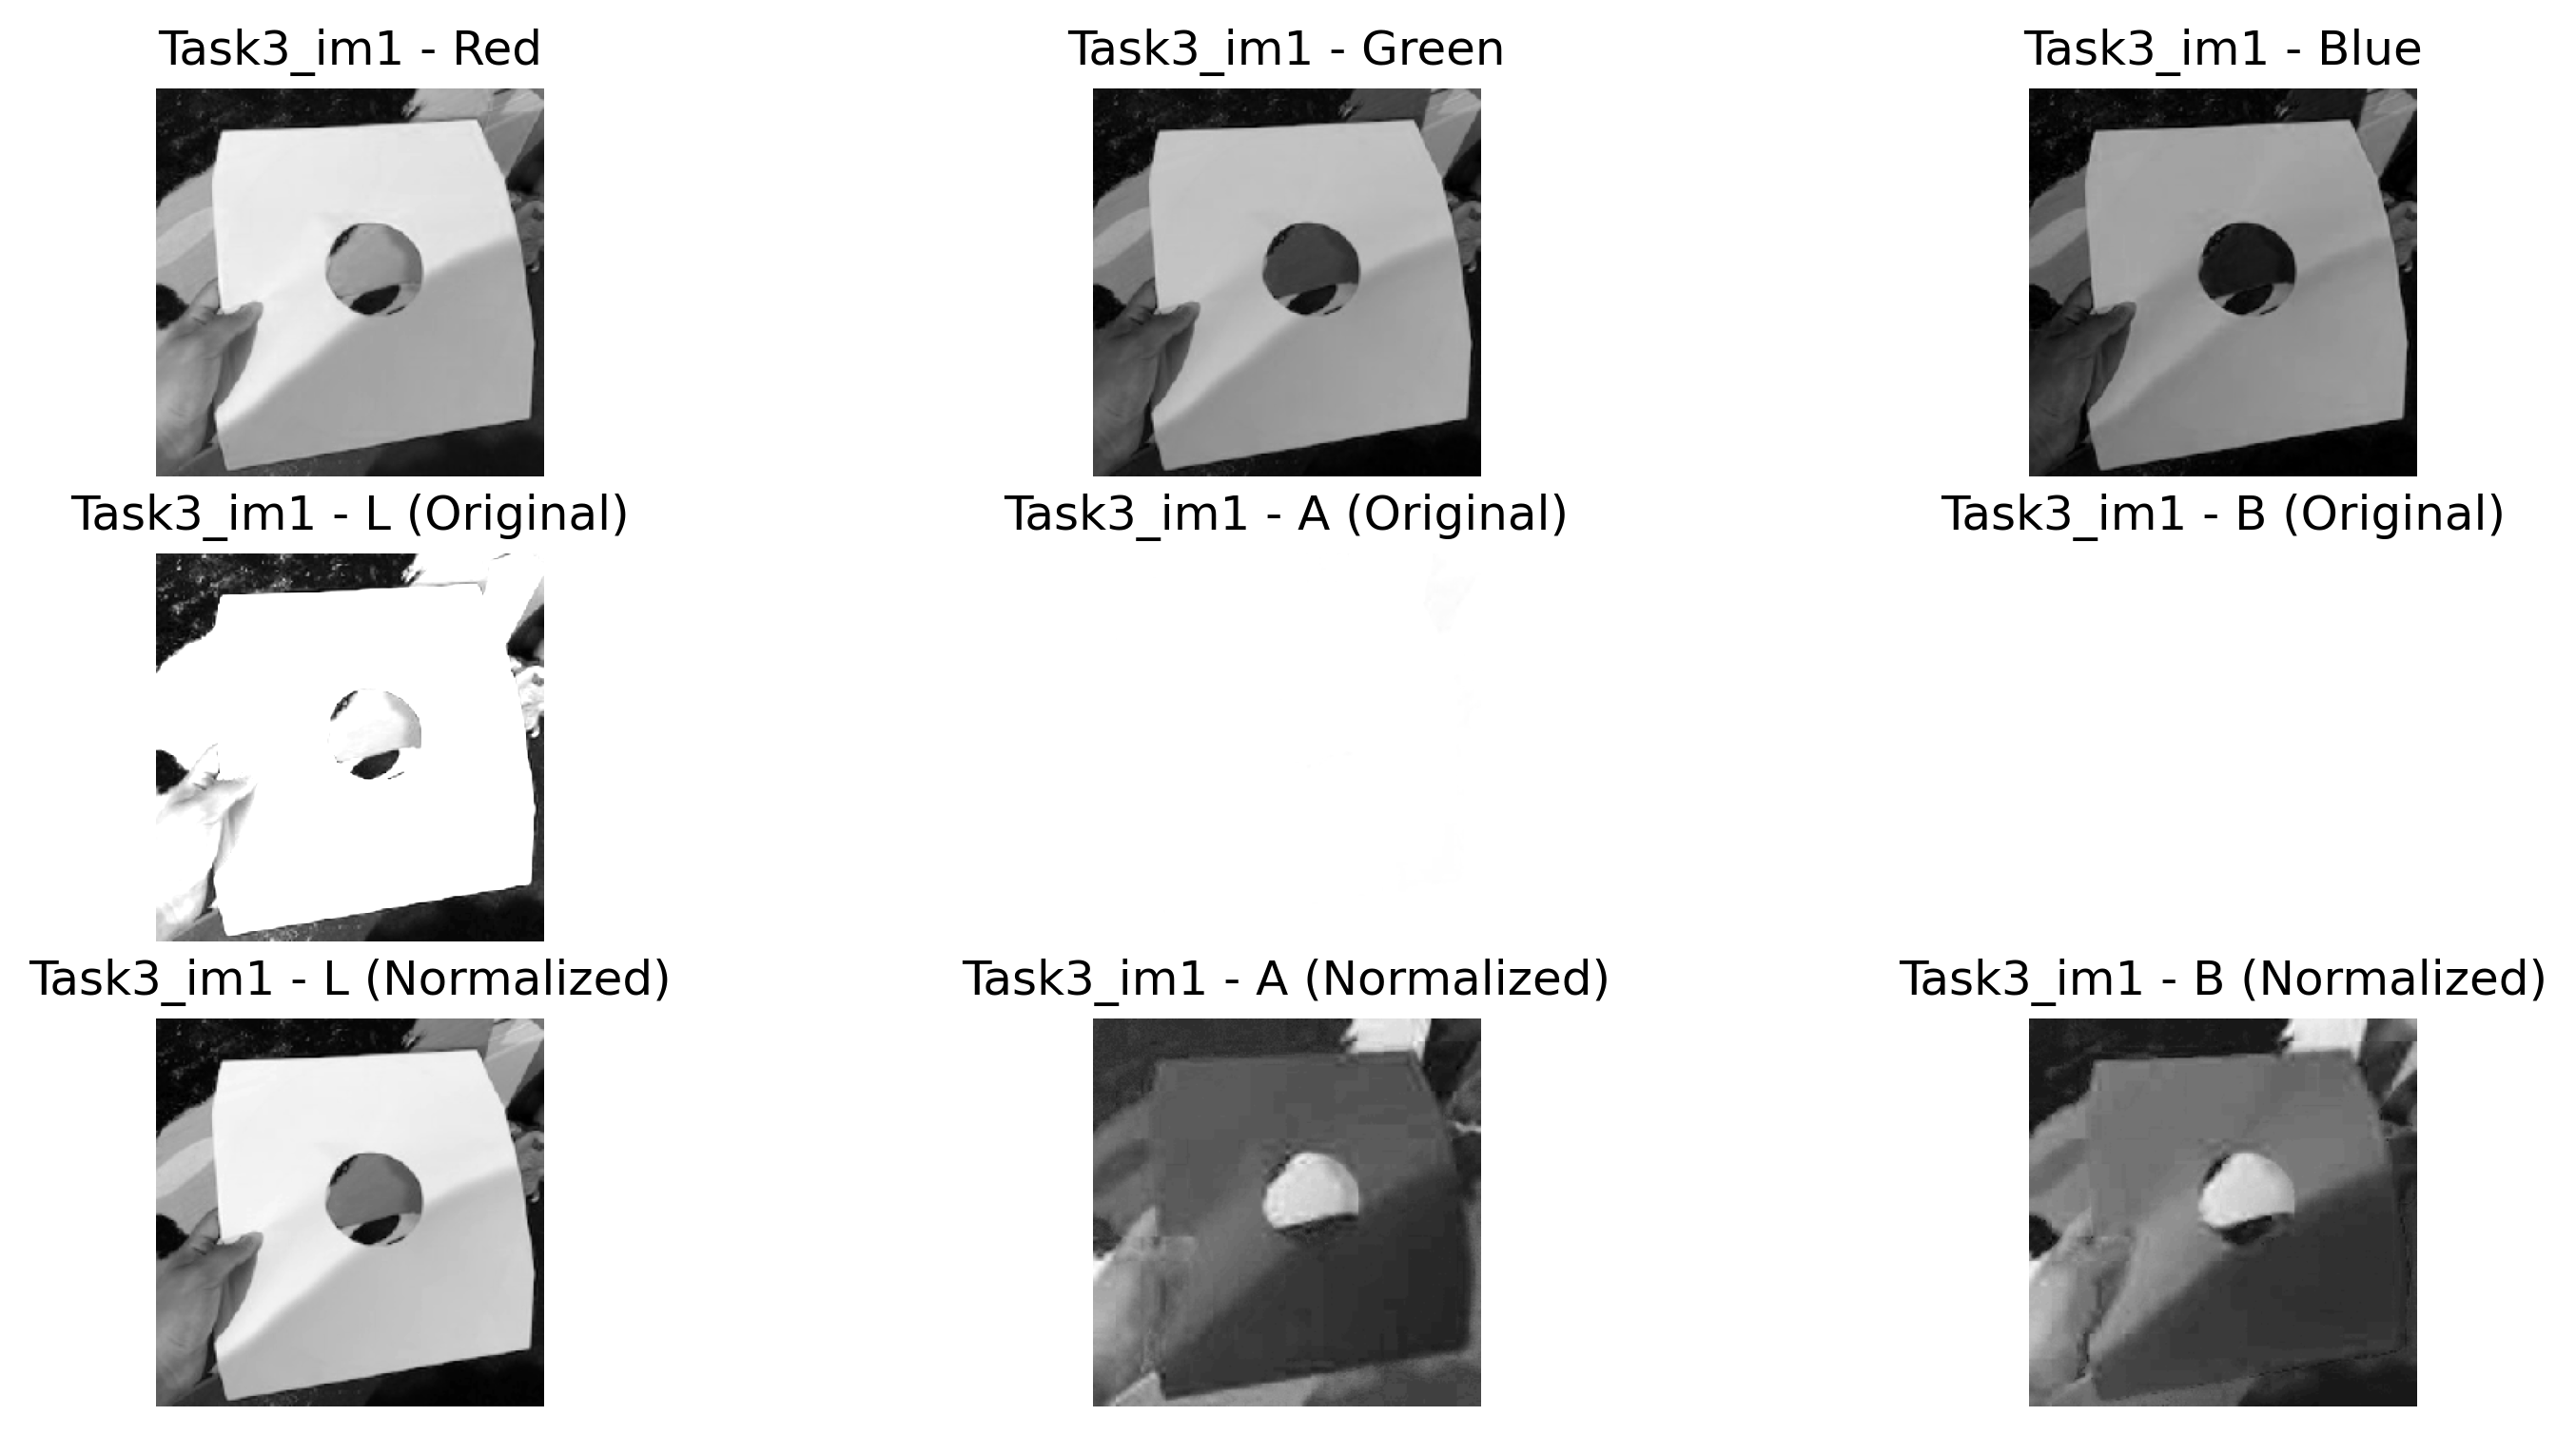 Task3_im1 - Red
Task3_im1 - Green
Task3_im1 - Blue
Task3_im1 - L (Original)
Task3_im1 - A (Original)
Task3_im1 - B (Original)
Task3_im1 - L (Normalized)
Task3_im1 - A (Normalized)
Task3_im1 - B (Normalized)